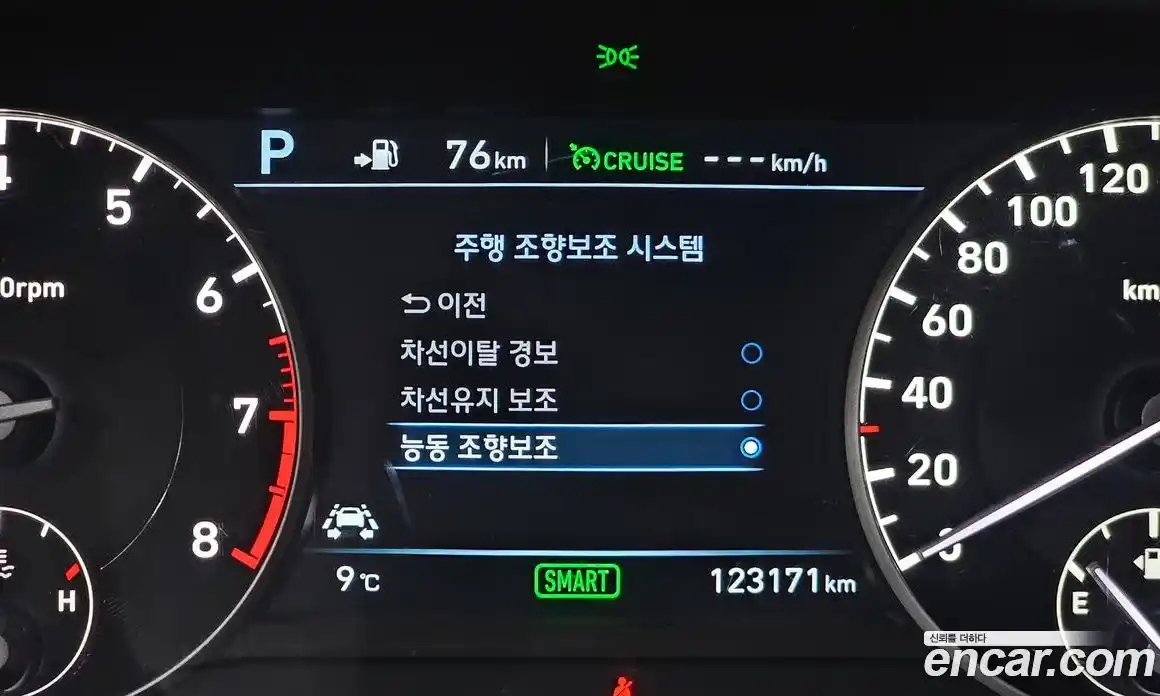 P 76km CRUISE ---km/h
주행 조향보조 시스템
이전
차선이탈 경보
차선유지 보조
능동 조향보조
9℃ SMART 123171km
5
6
7
8
0rpm
H
120
100
80
60
40
20
km
E
신뢰를 더하다
encar.com